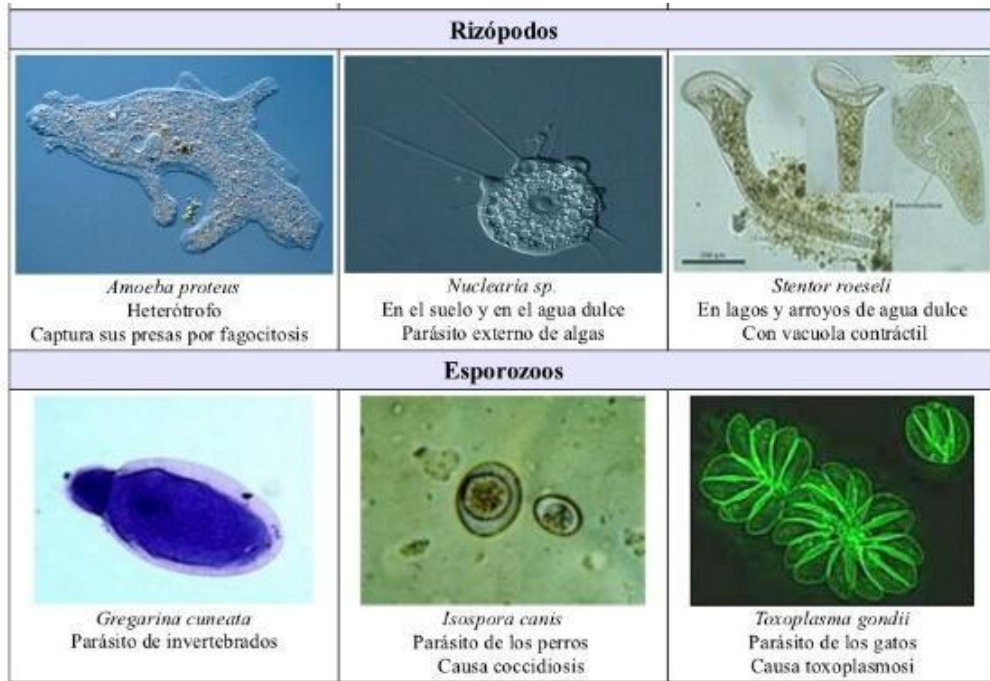 Rizópodos
Amoeba proteus
Heterótrofo
Captura sus presas por fagocitosis
Nuclearia sp.
En el suelo y en el agua dulce
Parásito externo de algas
Stentor roeseli
En lagos y arroyos de agua dulce
Con vacuola contráctil
Esporozoos
Gregarina cuneata
Parásito de invertebrados
Isospora canis
Parásito de los perros
Causa coccidiosis
Toxoplasma gondii
Parásito de los gatos
Causa toxoplasmosi